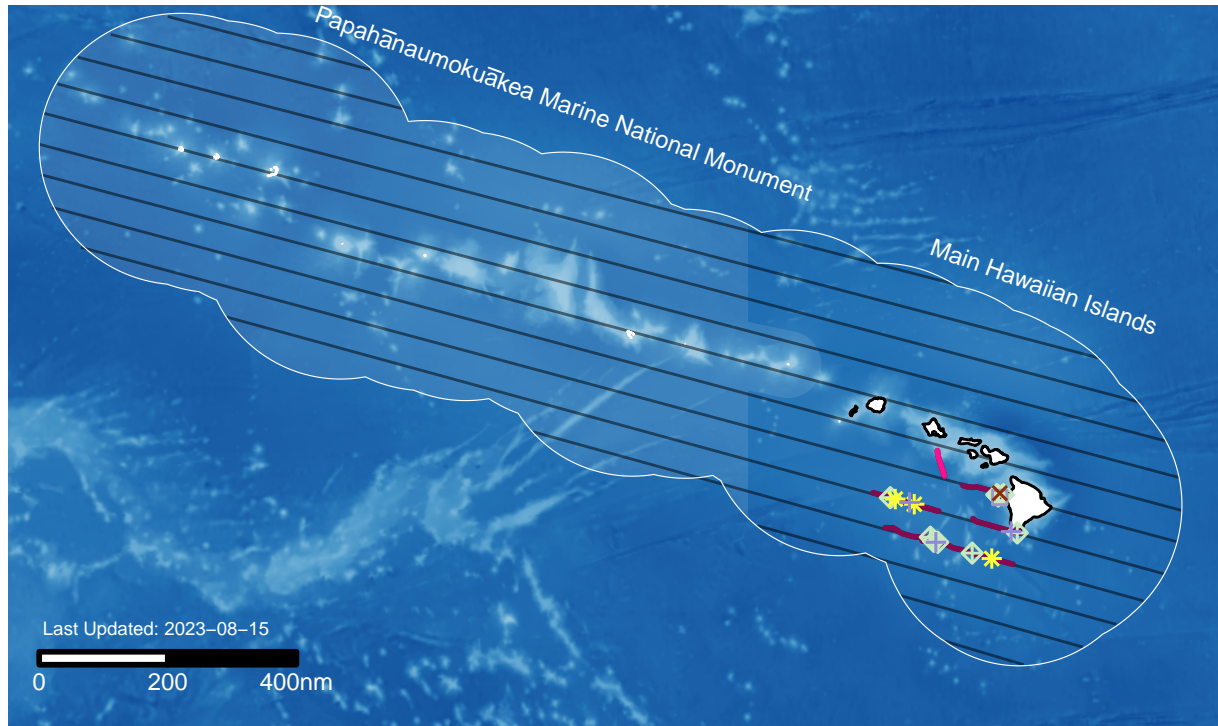 Papahānaumokuākea Marine National Monument
Main Hawaiian Islands
Last Updated: 2023−08−15
0 200 400nm